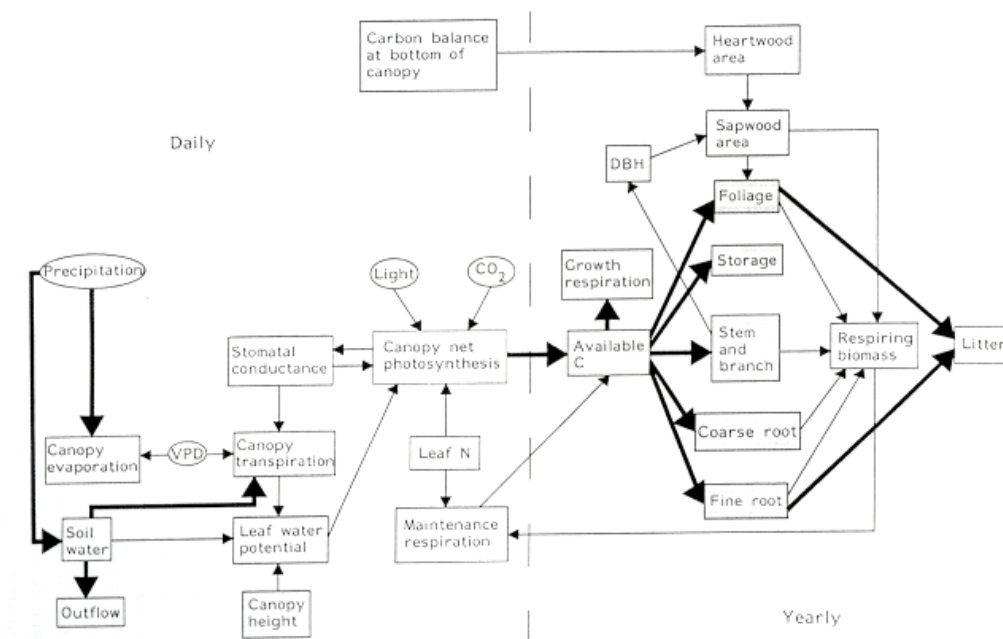 Carbon balance
at bottom of
canopy
Heartwood
area
Daily
Sapwood
area
DBH
Foliage
Precipitation
Light
CO₂
Growth
respiration
Storage
Stomatal
conductance
Canopy net
photosynthesis
Available
C
Stem
and
branch
Respiring
biomass
Litter
Canopy
evaporation
VPD
Canopy
transpiration
Leaf N
Coarse root
Fine root
Soil
water
Leaf water
potential
Maintenance
respiration
Outflow
Canopy
height
Yearly